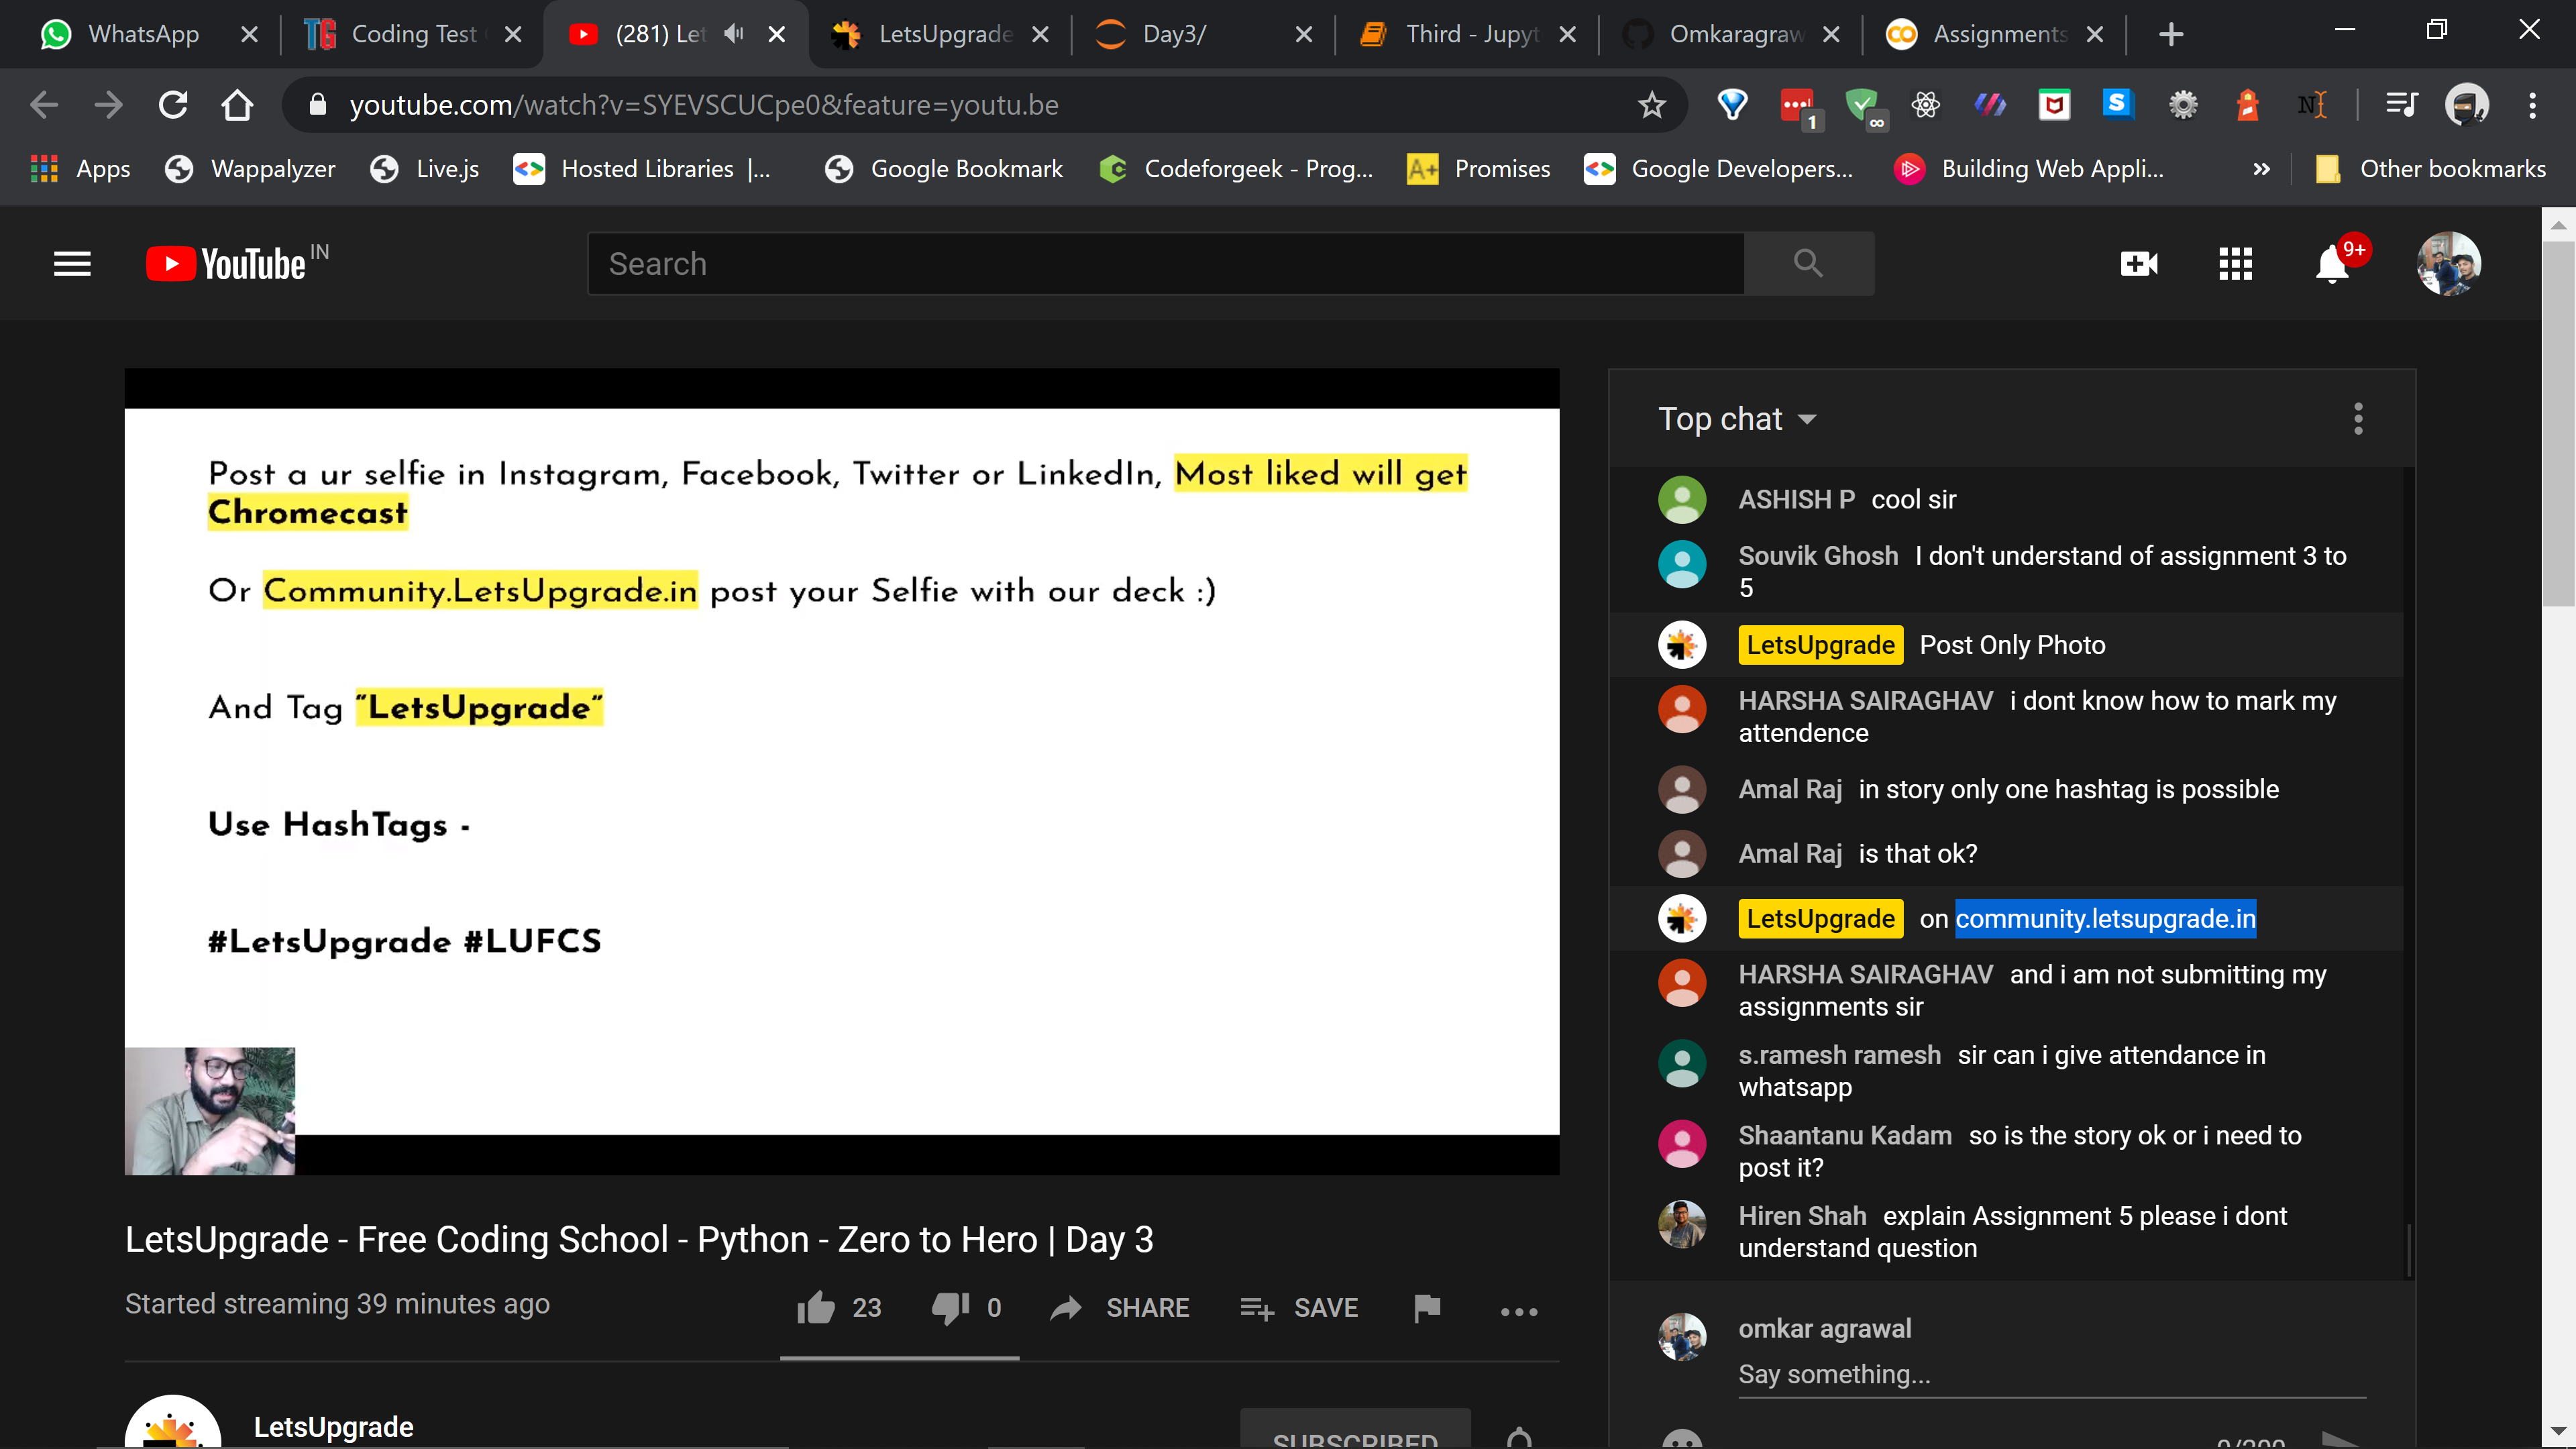 WhatsApp
Coding Test
(281) Let
LetsUpgrade
Day3/
Third - Jupyt
Omkaragraw
Assignments
youtube.com/watch?v=SYEVSCUCpe0&feature=youtu.be
1
∞
Apps
Wappalyzer
Live.js
Hosted Libraries |...
Google Bookmark
Codeforgeek - Prog...
A+
Promises
Google Developers...
Building Web Appli...
»
Other bookmarks
YouTube IN
Search
9+
Post a ur selfie in Instagram, Facebook, Twitter or LinkedIn, Most liked will get
Chromecast
Or Community.LetsUpgrade.in post your Selfie with our deck :)
And Tag “LetsUpgrade”
Use HashTags -
#LetsUpgrade #LUFCS
LetsUpgrade - Free Coding School - Python - Zero to Hero | Day 3
Started streaming 39 minutes ago
23
0
SHARE
SAVE
LetsUpgrade
SUBSCRIBED
Top chat
ASHISH P cool sir
Souvik Ghosh I don't understand of assignment 3 to
5
LetsUpgrade Post Only Photo
HARSHA SAIRAGHAV i dont know how to mark my
attendence
Amal Raj in story only one hashtag is possible
Amal Raj is that ok?
LetsUpgrade on community.letsupgrade.in
HARSHA SAIRAGHAV and i am not submitting my
assignments sir
s.ramesh ramesh sir can i give attendance in
whatsapp
Shaantanu Kadam so is the story ok or i need to
post it?
Hiren Shah explain Assignment 5 please i dont
understand question
omkar agrawal
Say something...
0/200